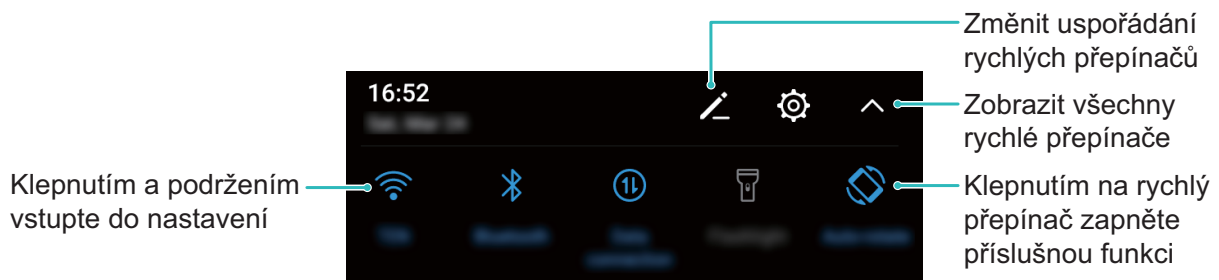 Změnit uspořádání
rychlých přepínačů
16:52
Zobrazit všechny
rychlé přepínače
Klepnutím a podržením
vstupte do nastavení
Klepnutím na rychlý
přepínač zapněte
příslušnou funkci